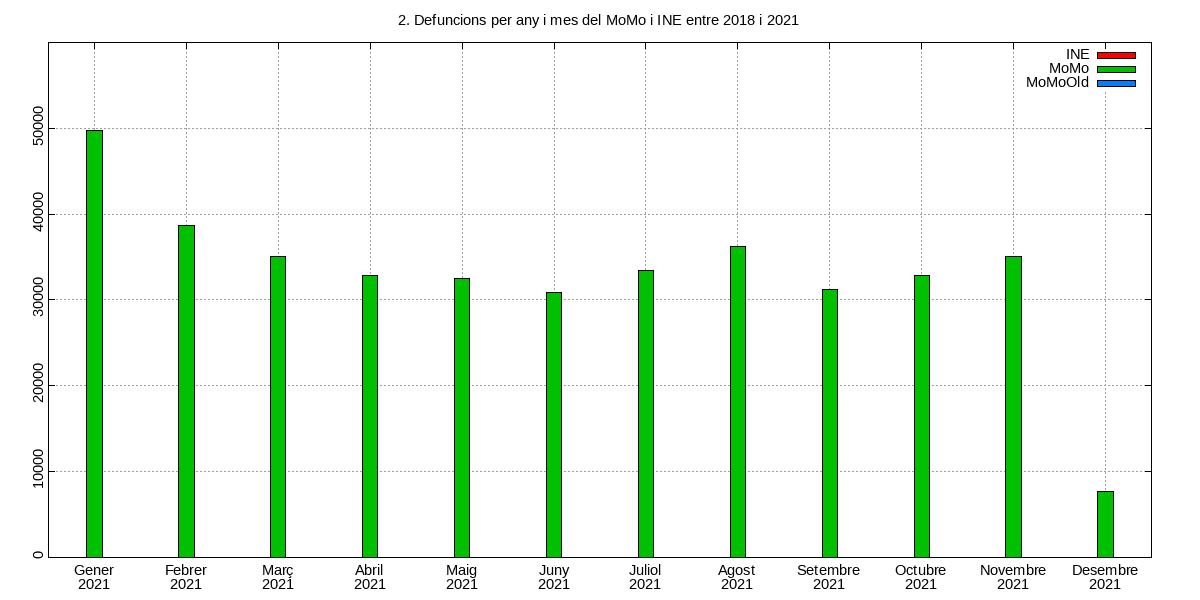 2. Defuncions per any i mes del MoMo i INE entre 2018 i 2021
INE
MoMo
MoMoOld
50000
40000
30000
20000
10000
0
Gener Febrer Març Abril Maig Juny Juliol Agost Setembre Octubre Novembre Desembre
2021 2021 2021 2021 2021 2021 2021 2021 2021 2021 2021 2021